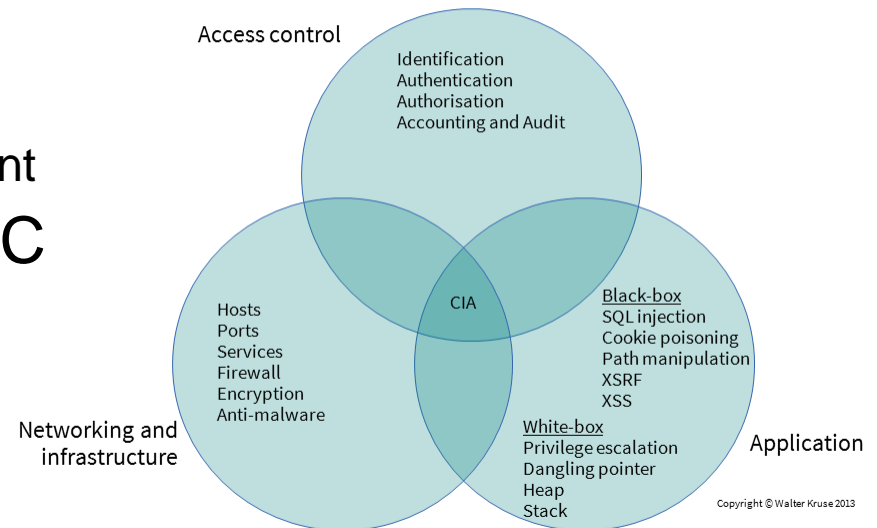 Access control
Identification
Authentication
Authorisation
Accounting and Audit
nt
C
CIA
Hosts
Ports
Services
Firewall
Encryption
Anti-malware
Black-box
SQL injection
Cookie poisoning
Path manipulation
XSRF
XSS
White-box
Privilege escalation
Dangling pointer
Heap
Stack
Networking and
infrastructure
Application
Copyright © Walter Kruse 2013